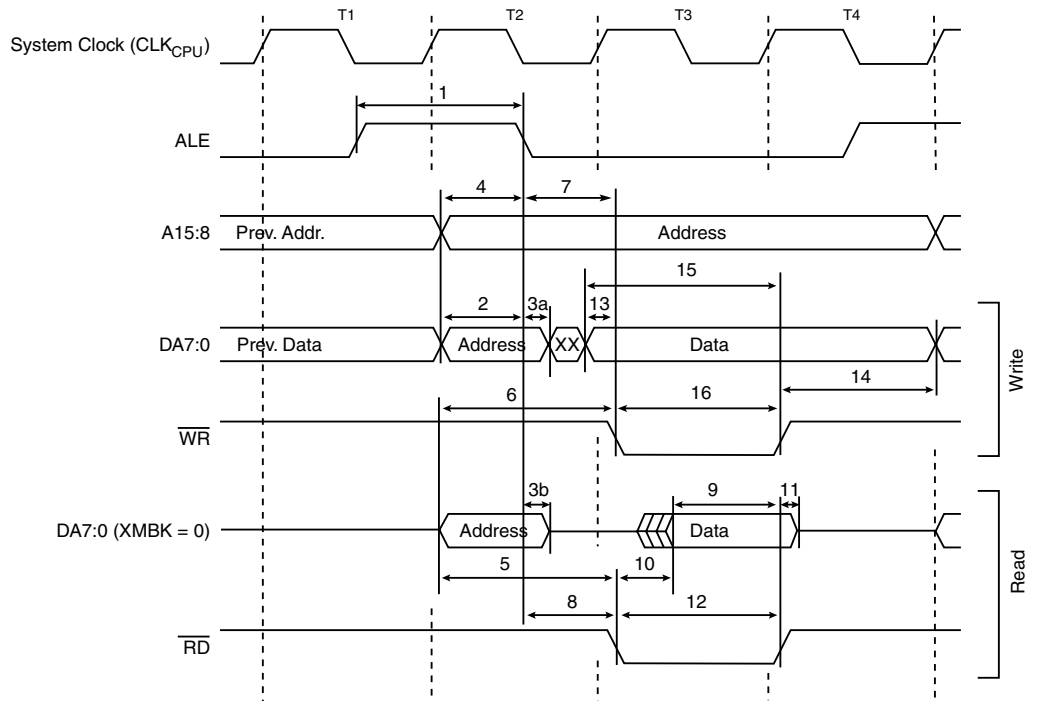 T1 T2 T3 T4
System Clock (CLK_CPU)
1
ALE
4 7
A15:8 Prev. Addr. Address
15
2 3a 13
DA7:0 Prev. Data Address XX Data
14
6 16
WR
Write
3b 9 11
DA7:0 (XMBK = 0) Address Data
5 10
8 12
RD
Read